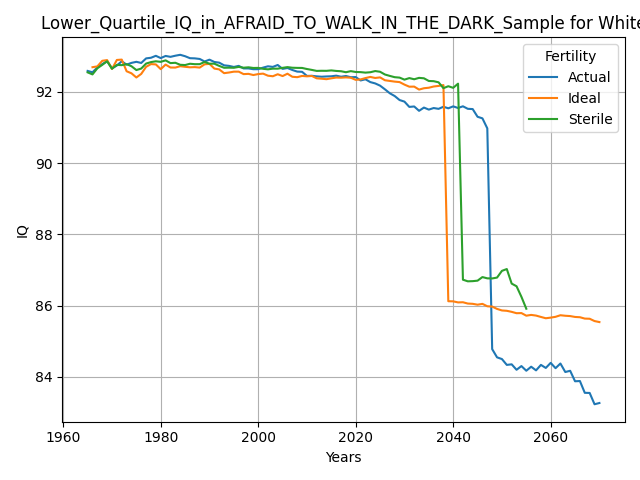 Lower_Quartile_IQ_in_AFRAID_TO_WALK_IN_THE_DARK_Sample for White
Fertility
Actual
Ideal
Sterile
IQ
92
90
88
86
84
1960
1980
2000
2020
2040
2060
Years